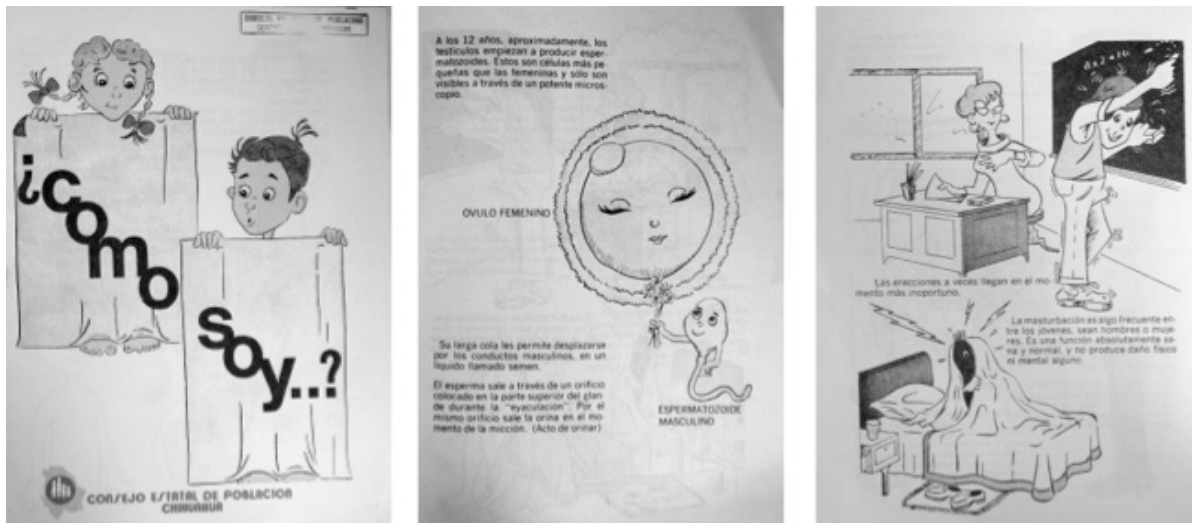 ¿Como
soy..?
CONSEJO ESTATAL DE POBLACION
CHIHUAHUA
A los 12 años, aproximadamente, los
testículos empiezan a producir esper-
matozoides. Estos son células más pe-
queñas que las femeninas y sólo son
visibles a través de un potente micros-
copio.
OVULO FEMENINO
Su larga cola les permite desplazarse
por los conductos masculinos, en un
líquido llamado semen.
El esperma sale a través de un orificio
colocado en la parte superior del glan-
de durante la "eyaculación". Por el
mismo orificio sale la orina en el mo-
mento de la micción. (Acto de orinar)
ESPERMATOZOIDE
MASCULINO
Las erecciones a veces llegan en el mo-
mento más inoportuno.
La masturbación es algo frecuente en-
tre los jóvenes, sean hombres o muje-
res. Es una función absolutamente sa-
na y normal, y no produce daño físico
ni mental alguno.